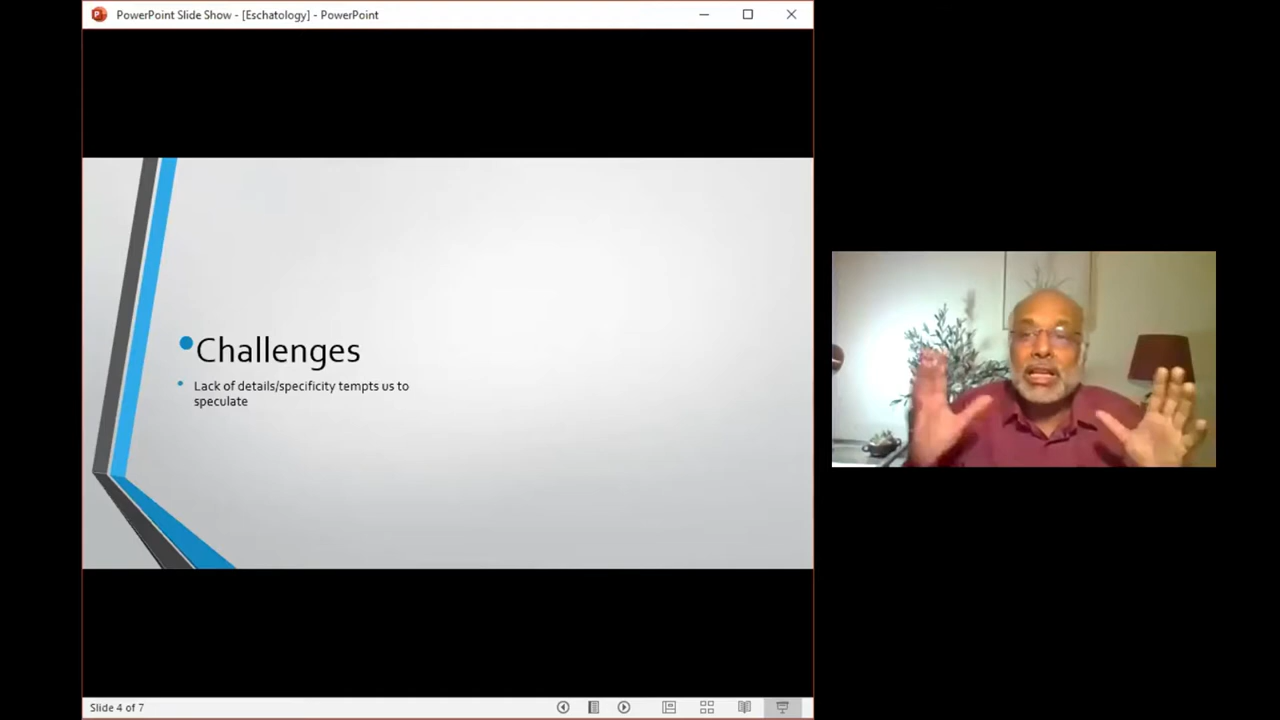 PowerPoint Slide Show - [Eschatology] - PowerPoint
Challenges
Lack of details/specificity tempts us to
speculate
Slide 4 of 7